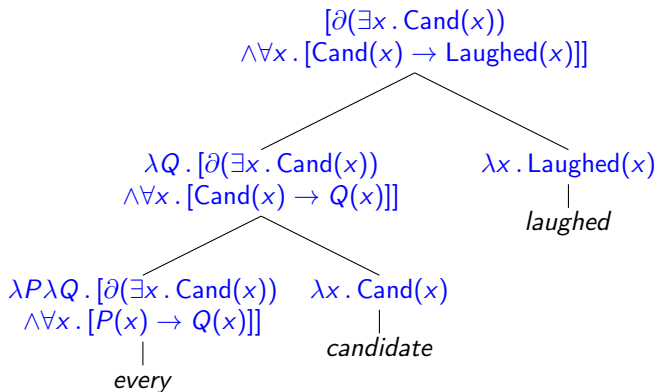 [∂(∃x . Cand(x))
∧∀x . [Cand(x) → Laughed(x)]]
λQ . [∂(∃x . Cand(x))
∧∀x . [Cand(x) → Q(x)]]
λx . Laughed(x)
laughed
λPλQ . [∂(∃x . Cand(x))
∧∀x . [P(x) → Q(x)]]
every
λx . Cand(x)
candidate